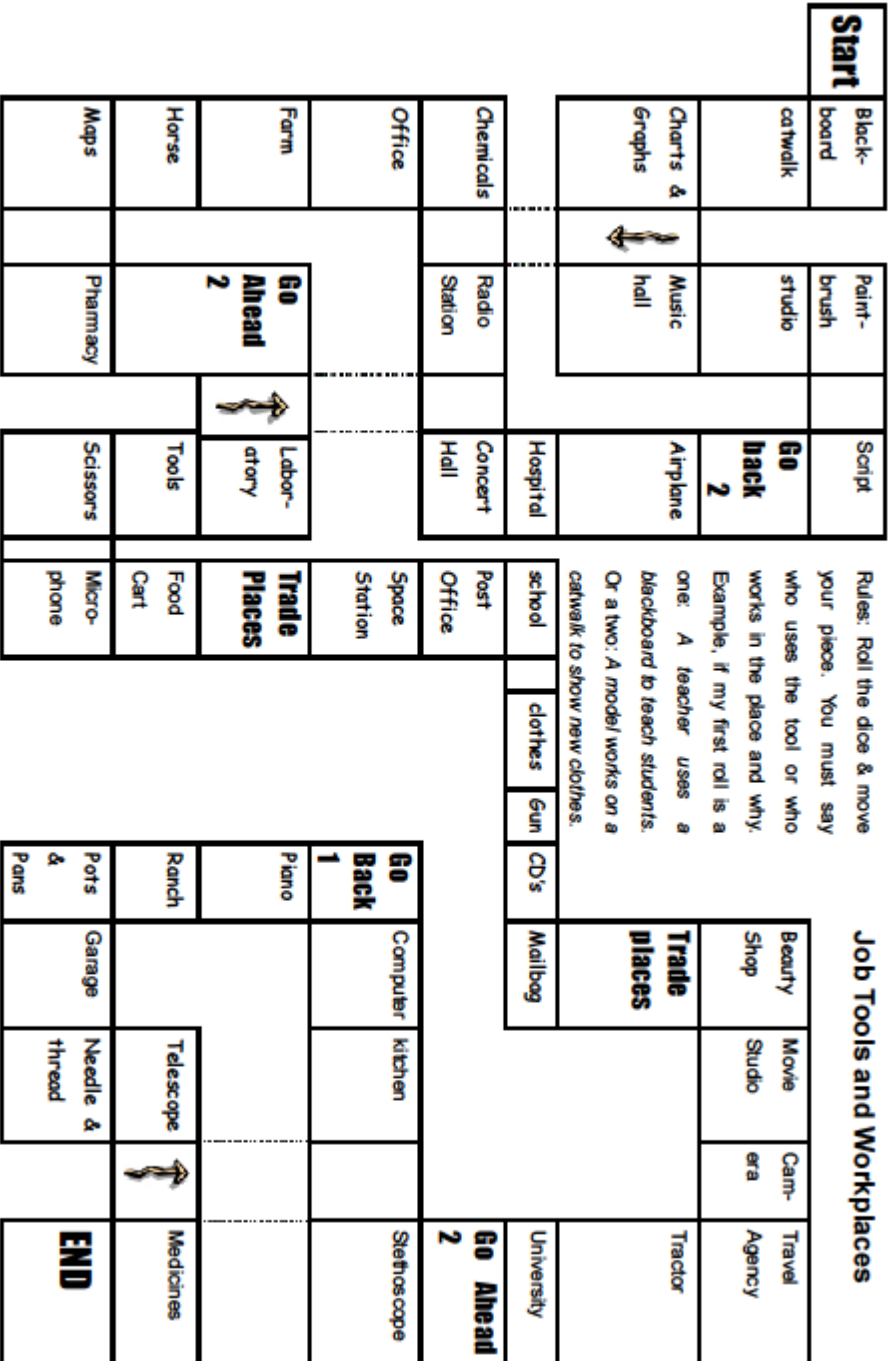 Job Tools and Workplaces
Start
Black-
board
Paint-
brush
Script
Rules: Roll the dice & move
your piece. You must say
who uses the tool or who
works in the place and why.
Example, if my first roll is a
one: A teacher uses a
blackboard to teach students.
Or a two: A model works on a
catwalk to show new clothes.
catwalk
studio
Go
back
2
Beauty
Shop
Movie
Studio
Cam-
era
Travel
Agency
Charts &
Graphs
Music
hall
Airplane
Trade
places
Tractor
Hospital
school
clothes
Gun
CD's
Mailbag
University
Chemicals
Radio
Station
Concert
Hall
Post
Office
Go Ahead
2
Office
Space
Station
Go
Back
1
Computer
kitchen
Stethoscope
Farm
Go
Ahead
2
Labor-
atory
Trade
Places
Piano
Horse
Tools
Food
Cart
Ranch
Telescope
Medicines
Maps
Pharmacy
Scissors
Micro-
phone
Pots
&
Pans
Garage
Needle &
thread
END